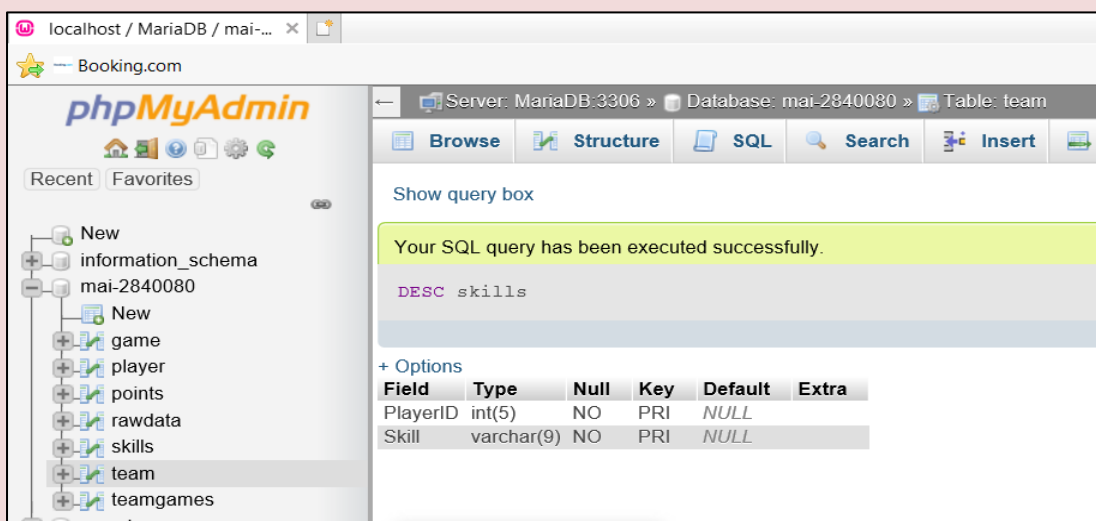 localhost / MariaDB / mai-...
Booking.com
phpMyAdmin
Recent Favorites
New
information_schema
mai-2840080
New
game
player
points
rawdata
skills
team
teamgames
Server: MariaDB:3306 » Database: mai-2840080 » Table: team
Browse Structure SQL Search Insert
Show query box
Your SQL query has been executed successfully.
DESC skills
+ Options
Field Type Null Key Default Extra
PlayerID int(5) NO PRI NULL
Skill varchar(9) NO PRI NULL